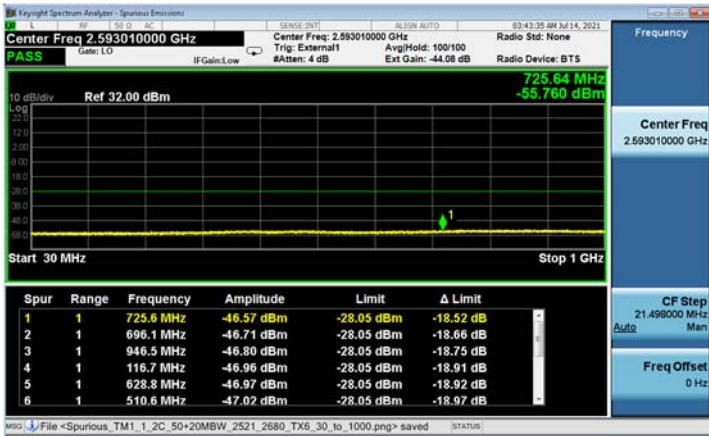 Keysight Spectrum Analyzer - Spurious Emissions
L RF 50 Ω AC SENSE:INT ALIGN AUTO 03:43:35 AM Jul 14, 2021
Center Freq 2.593010000 GHz
PASS
Gate: LO
IFGain:Low
Center Freq: 2.593010000 GHz
Trig: External1 Avg|Hold: 100/100
#Atten: 4 dB Ext Gain: -44.08 dB
Radio Std: None
Radio Device: BTS
725.64 MHz
-55.760 dBm
10 dB/div Ref 32.00 dBm
Log
22.0
12.0
2.00
-8.00
-18.0
-28.0
-38.0
-48.0
-58.0
1
Start 30 MHz Stop 1 GHz
Spur Range Frequency Amplitude Limit Δ Limit
1 1 725.6 MHz -46.57 dBm -28.05 dBm -18.52 dB
2 1 696.1 MHz -46.71 dBm -28.05 dBm -18.66 dB
3 1 946.5 MHz -46.80 dBm -28.05 dBm -18.75 dB
4 1 116.7 MHz -46.96 dBm -28.05 dBm -18.91 dB
5 1 628.8 MHz -46.97 dBm -28.05 dBm -18.92 dB
6 1 510.6 MHz -47.02 dBm -28.05 dBm -18.97 dB
MSG File <Spurious_TM1_1_2C_50+20MBW_2521_2680_TX6_30_to_1000.png> saved STATUS
Frequency
Center Freq
2.593010000 GHz
CF Step
21.498000 MHz
Auto Man
Freq Offset
0 Hz